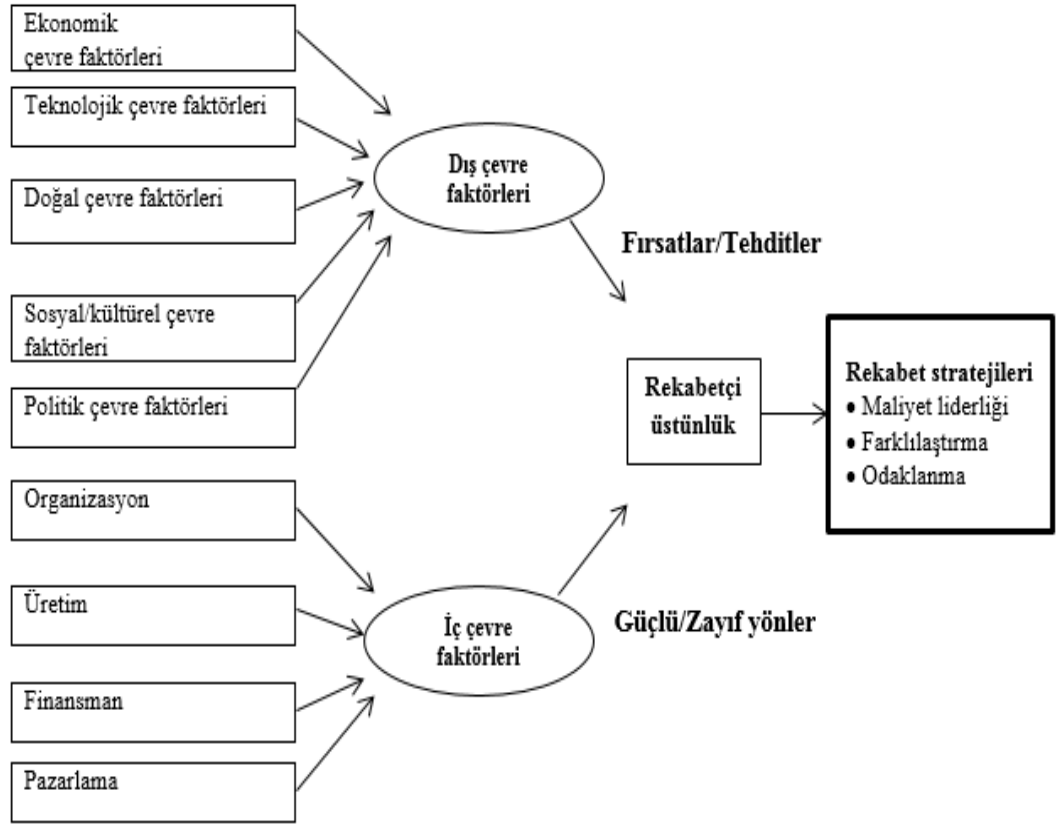 Ekonomik
çevre faktörleri
Teknolojik çevre faktörleri
Doğal çevre faktörleri
Sosyal/kültürel çevre
faktörleri
Politik çevre faktörleri
Organizasyon
Üretim
Finansman
Pazarlama
Dış çevre
faktörleri
İç çevre
faktörleri
Fırsatlar/Tehditler
Güçlü/Zayıf yönler
Rekabetçi
üstünlük
Rekabet stratejileri
• Maliyet liderliği
• Farklılaştırma
• Odaklanma